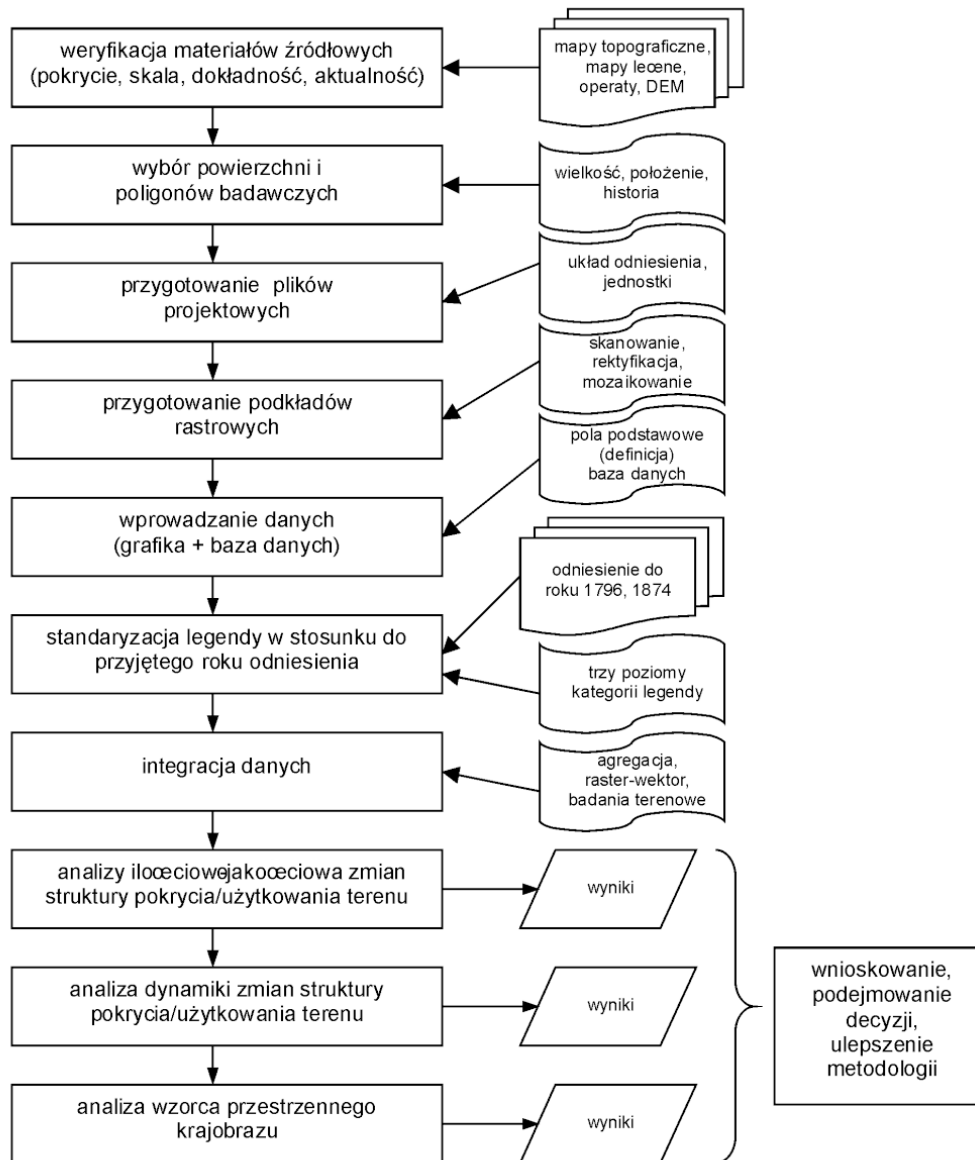 weryfikacja materiałów źródłowych
(pokrycie, skala, dokładność, aktualność)
mapy topograficzne,
mapy leœne,
operaty, DEM
wybór powierzchni i
poligonów badawczych
wielkość, położenie,
historia
przygotowanie plików
projektowych
układ odniesienia,
jednostki
przygotowanie podkładów
rastrowych
skanowanie,
rektyfikacja,
mozaikowanie
wprowadzanie danych
(grafika + baza danych)
pola podstawowe
(definicja)
baza danych
standaryzacja legendy w stosunku do
przyjętego roku odniesienia
odniesienie do
roku 1796, 1874
trzy poziomy
kategorii legendy
integracja danych
agregacja,
raster-wektor,
badania terenowe
analizy iloœciowo-jakoœciowa zmian
struktury pokrycia/użytkowania terenu
wyniki
analiza dynamiki zmian struktury
pokrycia/użytkowania terenu
wyniki
analiza wzorca przestrzennego
krajobrazu
wyniki
wnioskowanie,
podejmowanie
decyzji,
ulepszenie
metodologii